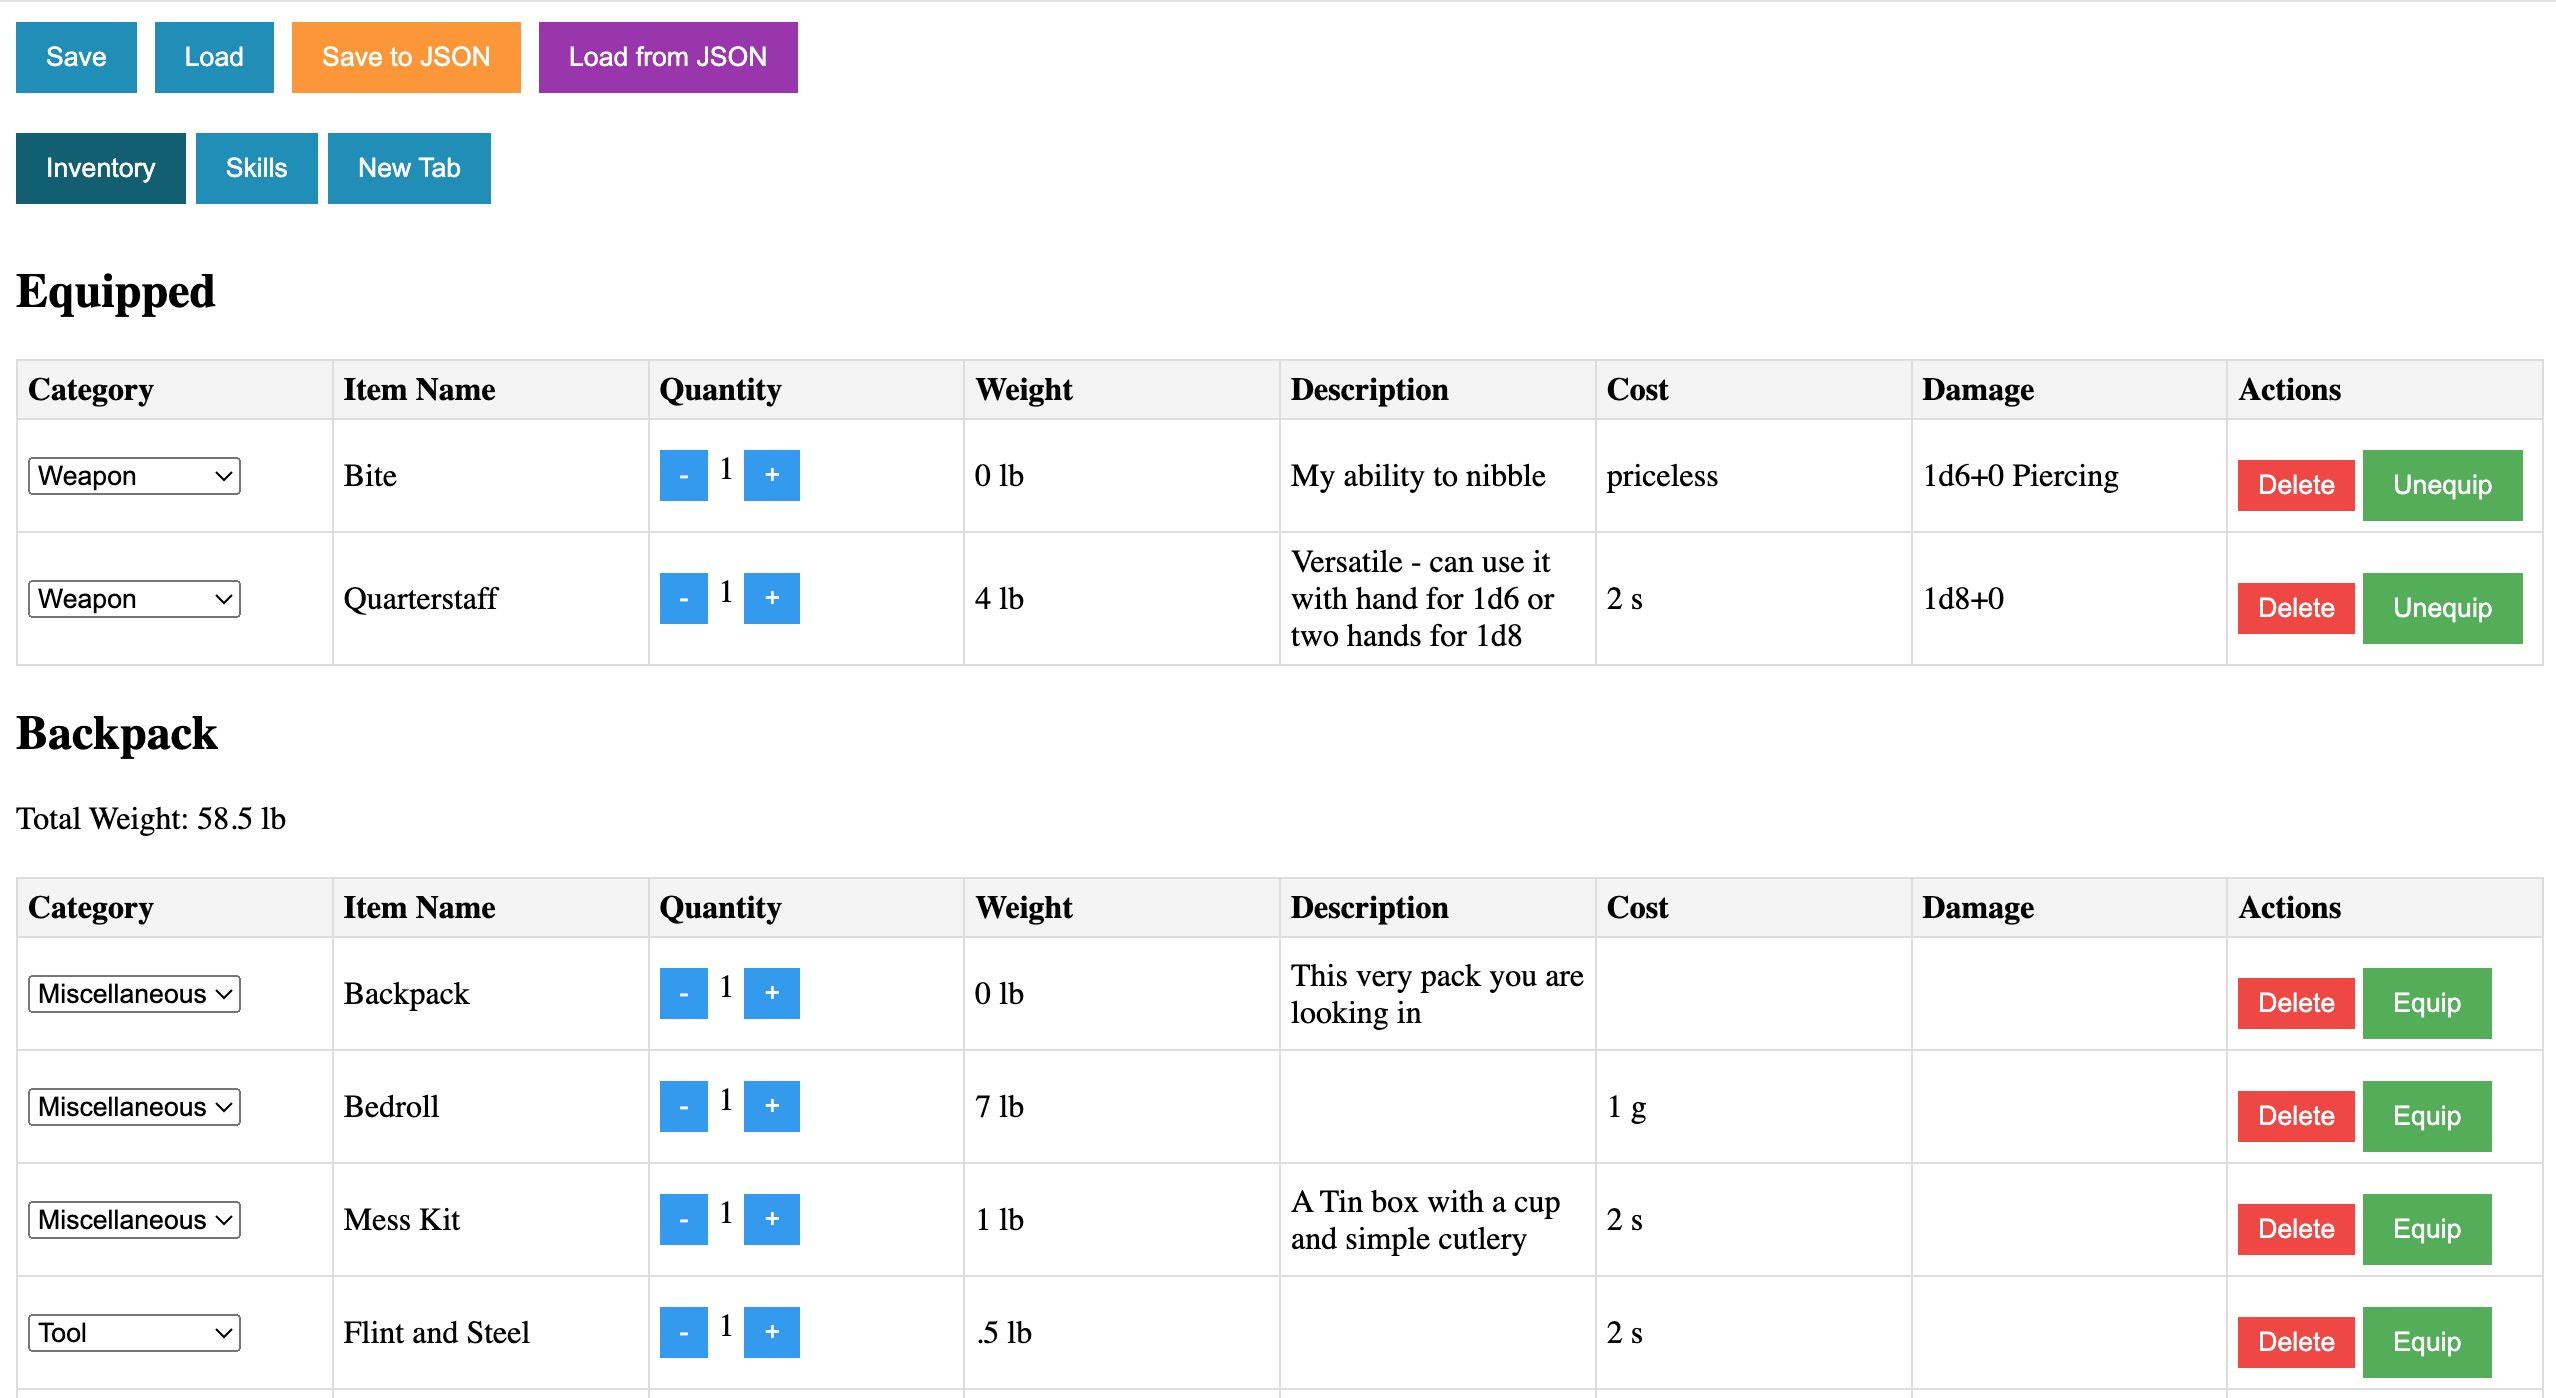 Save Load Save to JSON Load from JSON
Inventory Skills New Tab
Equipped
Category Item Name Quantity Weight Description Cost Damage Actions
Weapon Bite - 1 + 0 lb My ability to nibble priceless 1d6+0 Piercing Delete Unequip
Weapon Quarterstaff - 1 + 4 lb Versatile - can use it with hand for 1d6 or two hands for 1d8 2 s 1d8+0 Delete Unequip
Backpack
Total Weight: 58.5 lb
Category Item Name Quantity Weight Description Cost Damage Actions
Miscellaneous Backpack - 1 + 0 lb This very pack you are looking in Delete Equip
Miscellaneous Bedroll - 1 + 7 lb 1 g Delete Equip
Miscellaneous Mess Kit - 1 + 1 lb A Tin box with a cup and simple cutlery 2 s Delete Equip
Tool Flint and Steel - 1 + .5 lb 2 s Delete Equip